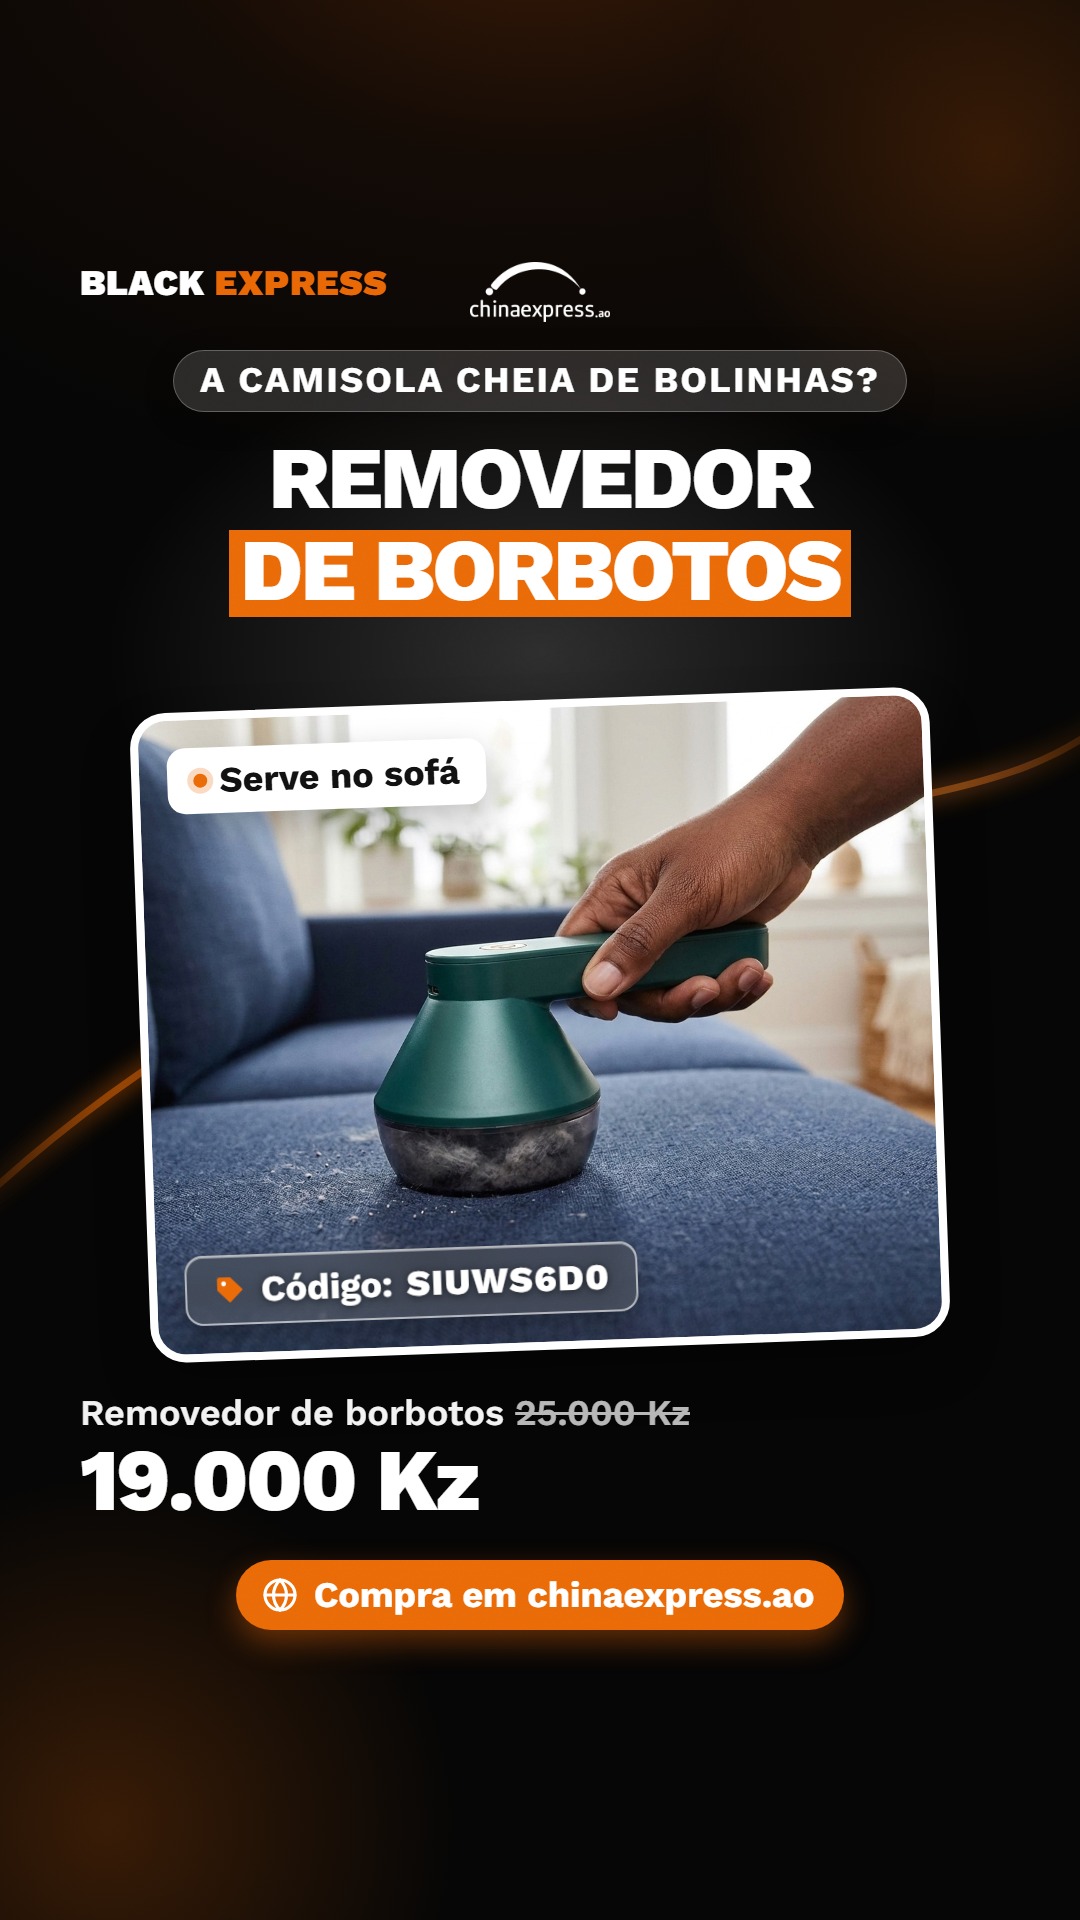 BLACK EXPRESS
chinaexpress.ao
A CAMISOLA CHEIA DE BOLINHAS?
REMOVEDOR
DE BORBOTOS
Serve no sofá
Código: SIUWS6D0
Removedor de borbotos 25.000 Kz
19.000 Kz
Compra em chinaexpress.ao